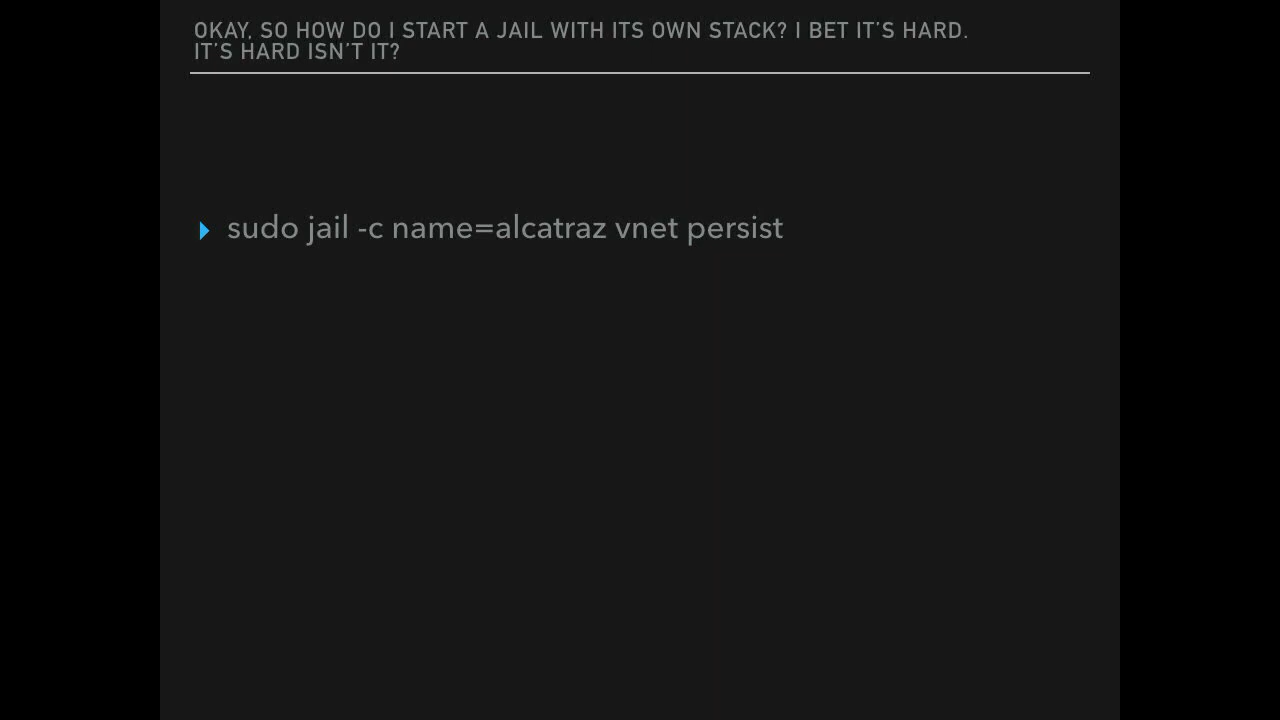 OKAY, SO HOW DO I START A JAIL WITH ITS OWN STACK? I BET IT’S HARD.
IT’S HARD ISN’T IT?
sudo jail -c name=alcatraz vnet persist